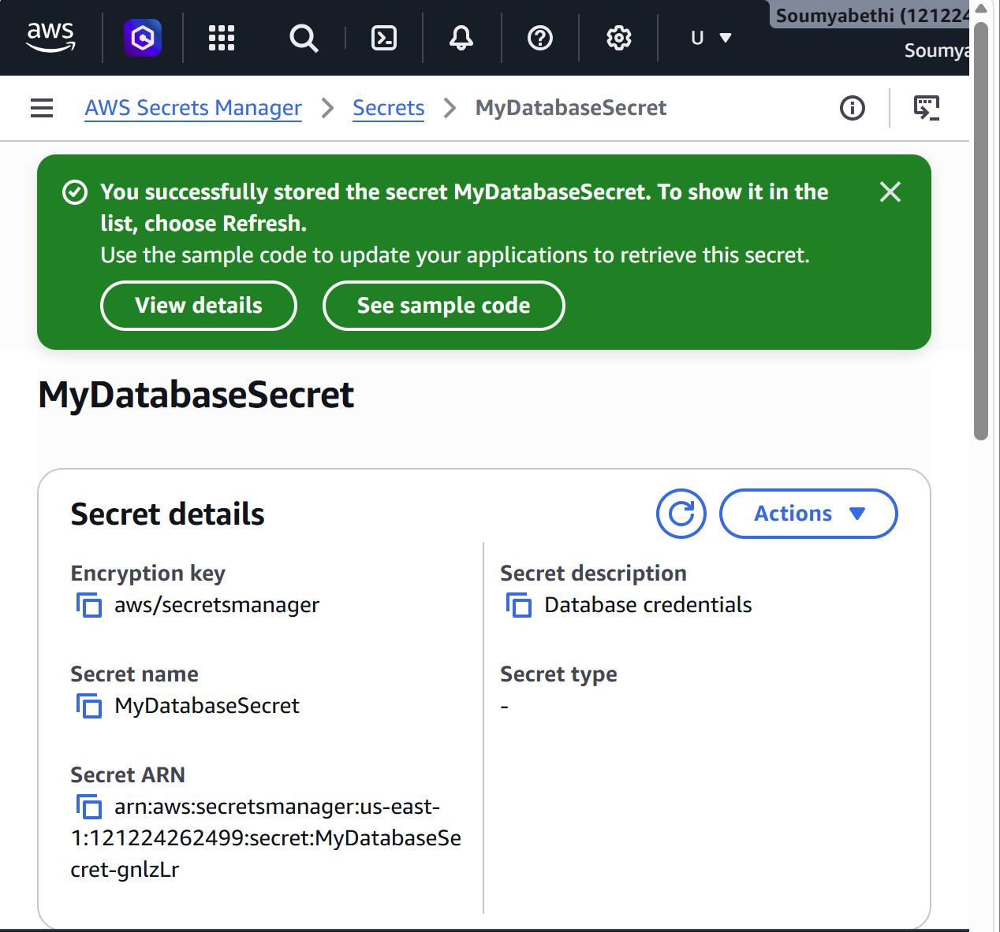 aws
U
Soumyabethi (121224
Soumya
AWS Secrets Manager
Secrets
MyDatabaseSecret
You successfully stored the secret MyDatabaseSecret. To show it in the
list, choose Refresh.
Use the sample code to update your applications to retrieve this secret.
View details
See sample code
MyDatabaseSecret
Secret details
Actions
Encryption key
aws/secretsmanager
Secret description
Database credentials
Secret name
MyDatabaseSecret
Secret type
-
Secret ARN
arn:aws:secretsmanager:us-east-
1:121224262499:secret:MyDatabaseSe
cret-gnlzLr